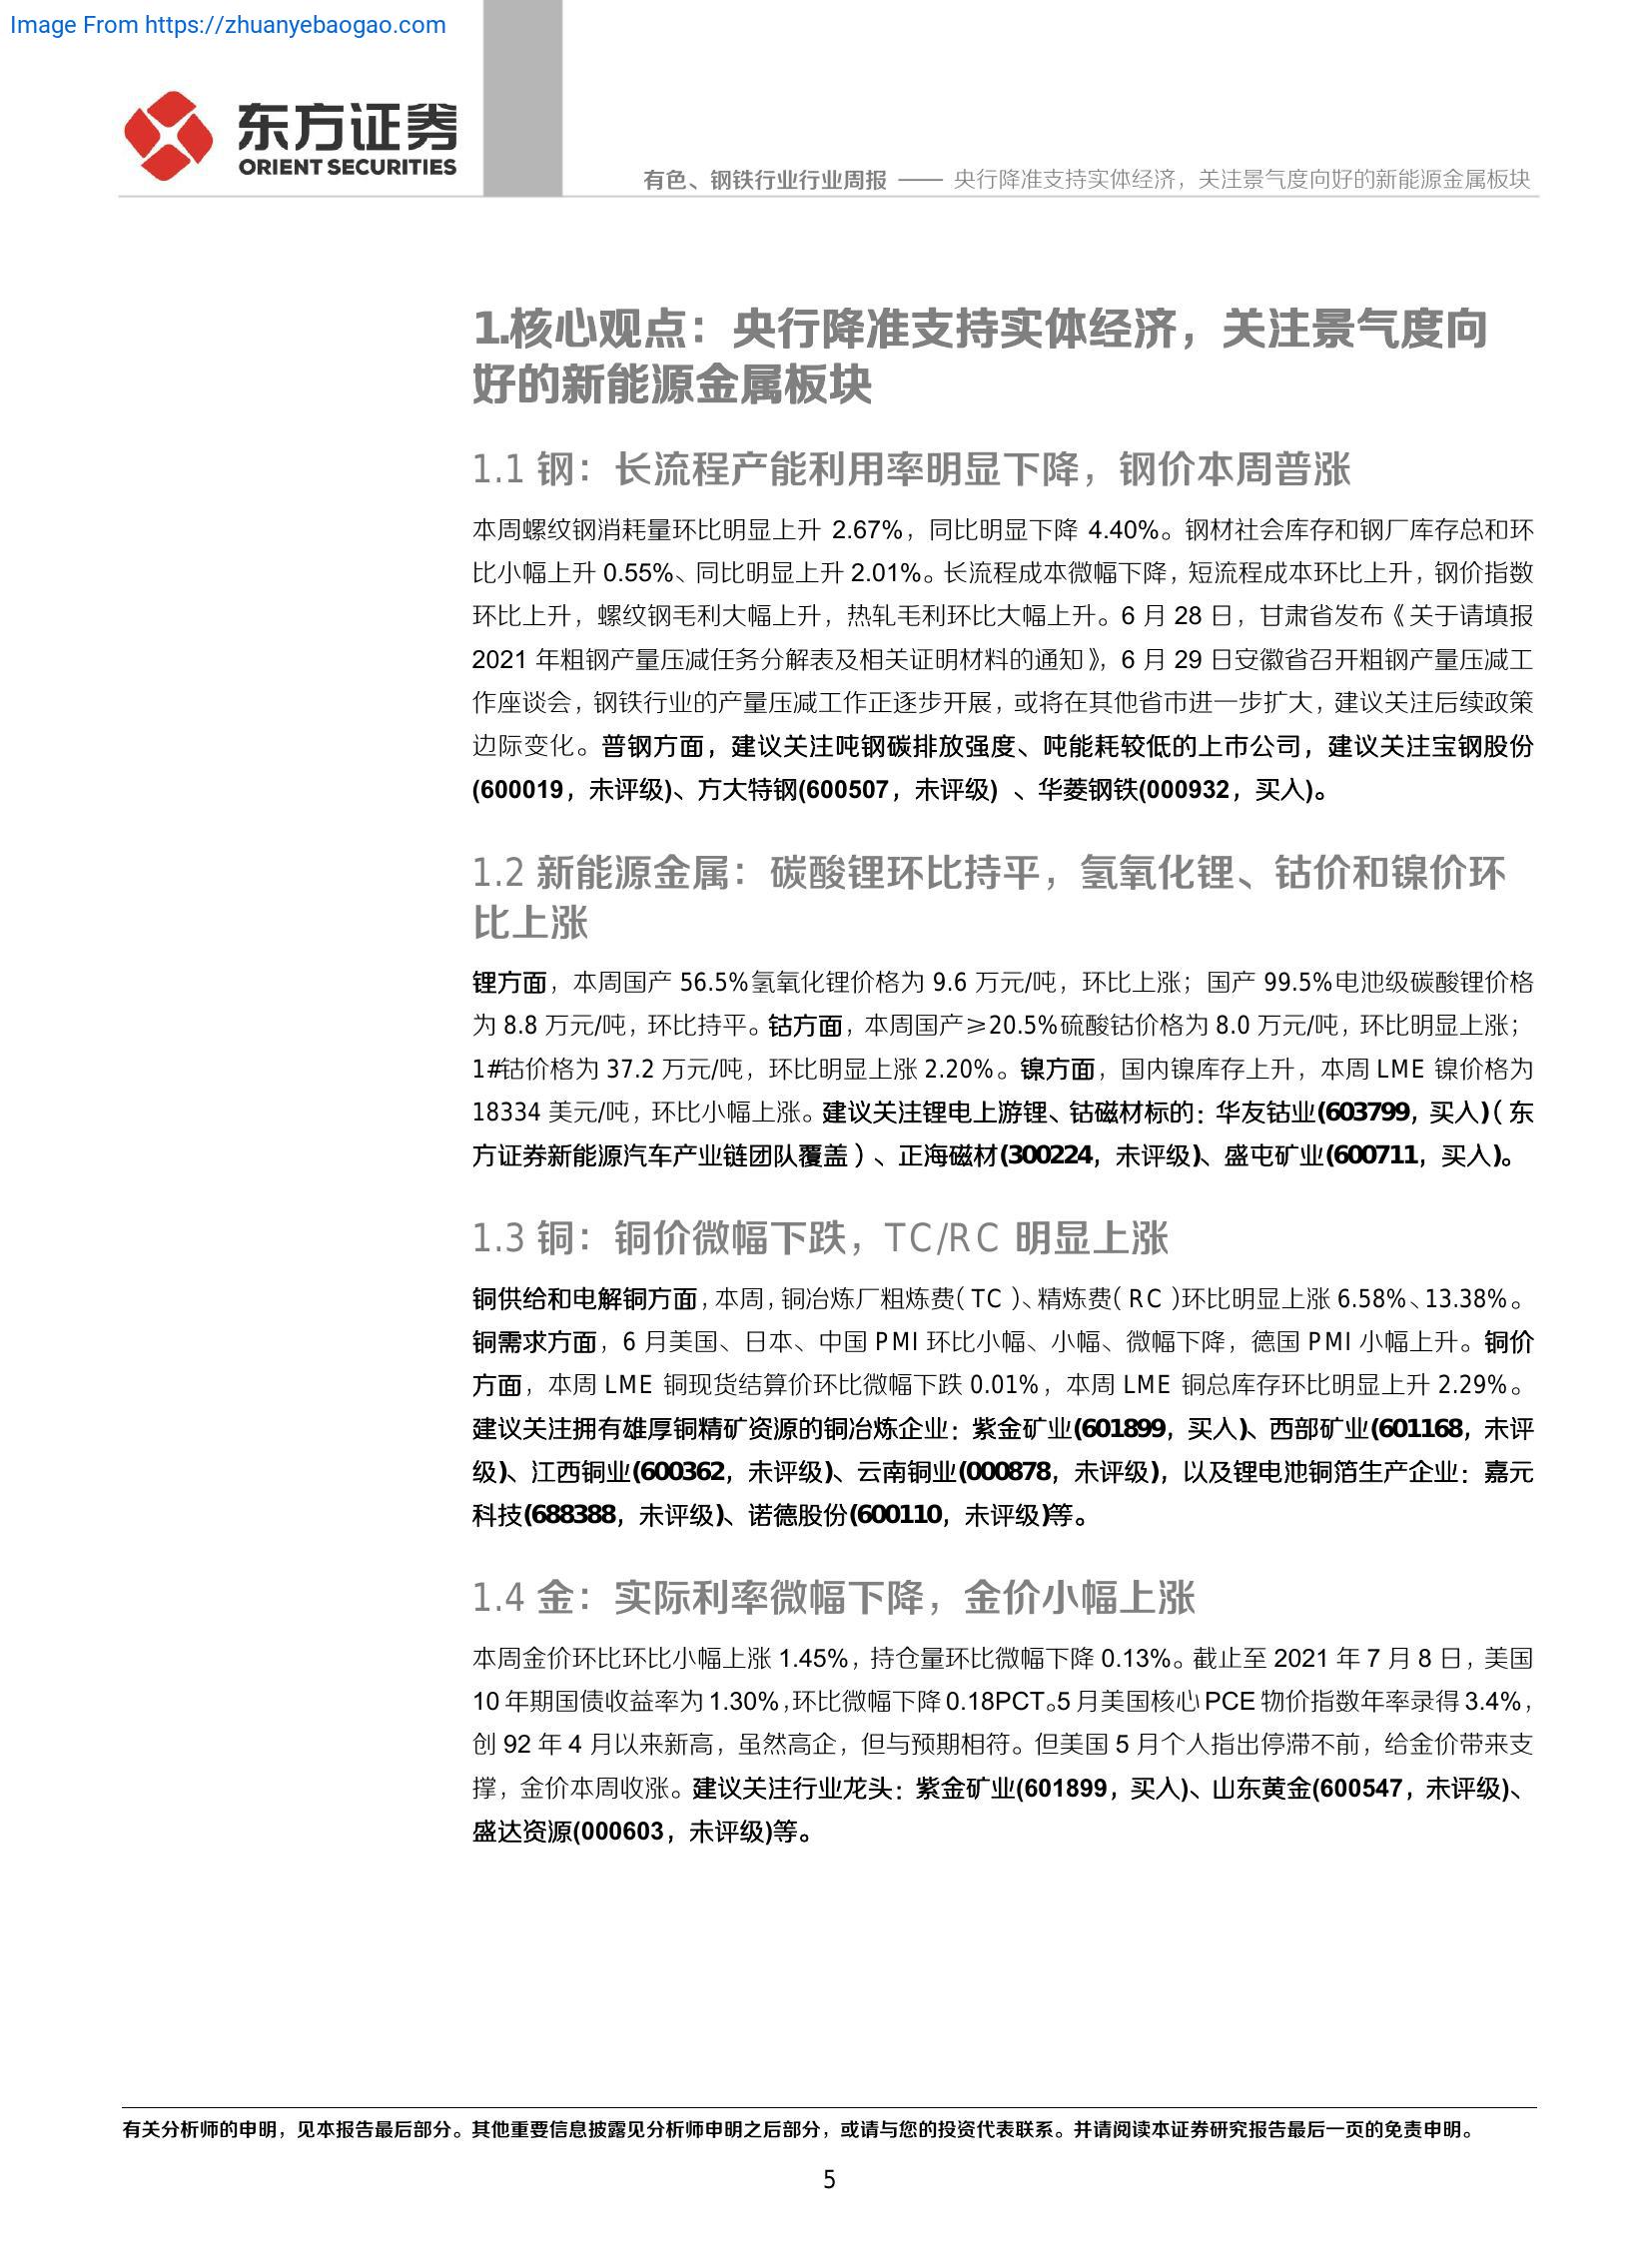 Image From https://zhuanyebaogao.com
东方证券
ORIENT SECURITIES
有色、钢铁行业行业周报 —— 央行降准支持实体经济，关注景气度向好的新能源金属板块
1.核心观点：央行降准支持实体经济，关注景气度向
好的新能源金属板块
1.1 钢：长流程产能利用率明显下降，钢价本周普涨
本周螺纹钢消耗量环比明显上升 2.67%，同比明显下降 4.40%。钢材社会库存和钢厂库存总和环
比小幅上升 0.55%、同比明显上升 2.01%。长流程成本微幅下降，短流程成本环比上升，钢价指数
环比上升，螺纹钢毛利大幅上升，热轧毛利环比大幅上升。6 月 28 日，甘肃省发布《关于请填报
2021 年粗钢产量压减任务分解表及相关证明材料的通知》，6 月 29 日安徽省召开粗钢产量压减工
作座谈会，钢铁行业的产量压减工作正逐步开展，或将在其他省市进一步扩大，建议关注后续政策
边际变化。普钢方面，建议关注吨钢碳排放强度、吨能耗较低的上市公司，建议关注宝钢股份
(600019，未评级)、方大特钢(600507，未评级) 、华菱钢铁(000932，买入)。
1.2 新能源金属：碳酸锂环比持平，氢氧化锂、钴价和镍价环
比上涨
锂方面，本周国产 56.5%氢氧化锂价格为 9.6 万元/吨，环比上涨；国产 99.5%电池级碳酸锂价格
为 8.8 万元/吨，环比持平。钴方面，本周国产≥20.5%硫酸钴价格为 8.0 万元/吨，环比明显上涨；
1#钴价格为 37.2 万元/吨，环比明显上涨 2.20%。镍方面，国内镍库存上升，本周 LME 镍价格为
18334 美元/吨，环比小幅上涨。建议关注锂电上游锂、钴磁材标的：华友钴业(603799，买入)（东
方证券新能源汽车产业链团队覆盖）、正海磁材(300224，未评级)、盛屯矿业(600711，买入)。
1.3 铜：铜价微幅下跌，TC/RC 明显上涨
铜供给和电解铜方面，本周，铜冶炼厂粗炼费（TC）、精炼费（RC）环比明显上涨 6.58%、13.38%。
铜需求方面，6 月美国、日本、中国 PMI 环比小幅、小幅、微幅下降，德国 PMI 小幅上升。铜价
方面，本周 LME 铜现货结算价环比微幅下跌 0.01%，本周 LME 铜总库存环比明显上升 2.29%。
建议关注拥有雄厚铜精矿资源的铜冶炼企业：紫金矿业(601899，买入)、西部矿业(601168，未评
级)、江西铜业(600362，未评级)、云南铜业(000878，未评级)，以及锂电池铜箔生产企业：嘉元
科技(688388，未评级)、诺德股份(600110，未评级)等。
1.4 金：实际利率微幅下降，金价小幅上涨
本周金价环比环比小幅上涨 1.45%，持仓量环比微幅下降 0.13%。截止至 2021 年 7 月 8 日，美国
10 年期国债收益率为 1.30%，环比微幅下降 0.18PCT。5 月美国核心 PCE 物价指数年率录得 3.4%，
创 92 年 4 月以来新高，虽然高企，但与预期相符。但美国 5 月个人指出停滞不前，给金价带来支
撑，金价本周收涨。建议关注行业龙头：紫金矿业(601899，买入)、山东黄金(600547，未评级)、
盛达资源(000603，未评级)等。
有关分析师的申明，见本报告最后部分。其他重要信息披露见分析师申明之后部分，或请与您的投资代表联系。并请阅读本证券研究报告最后一页的免责申明。
5